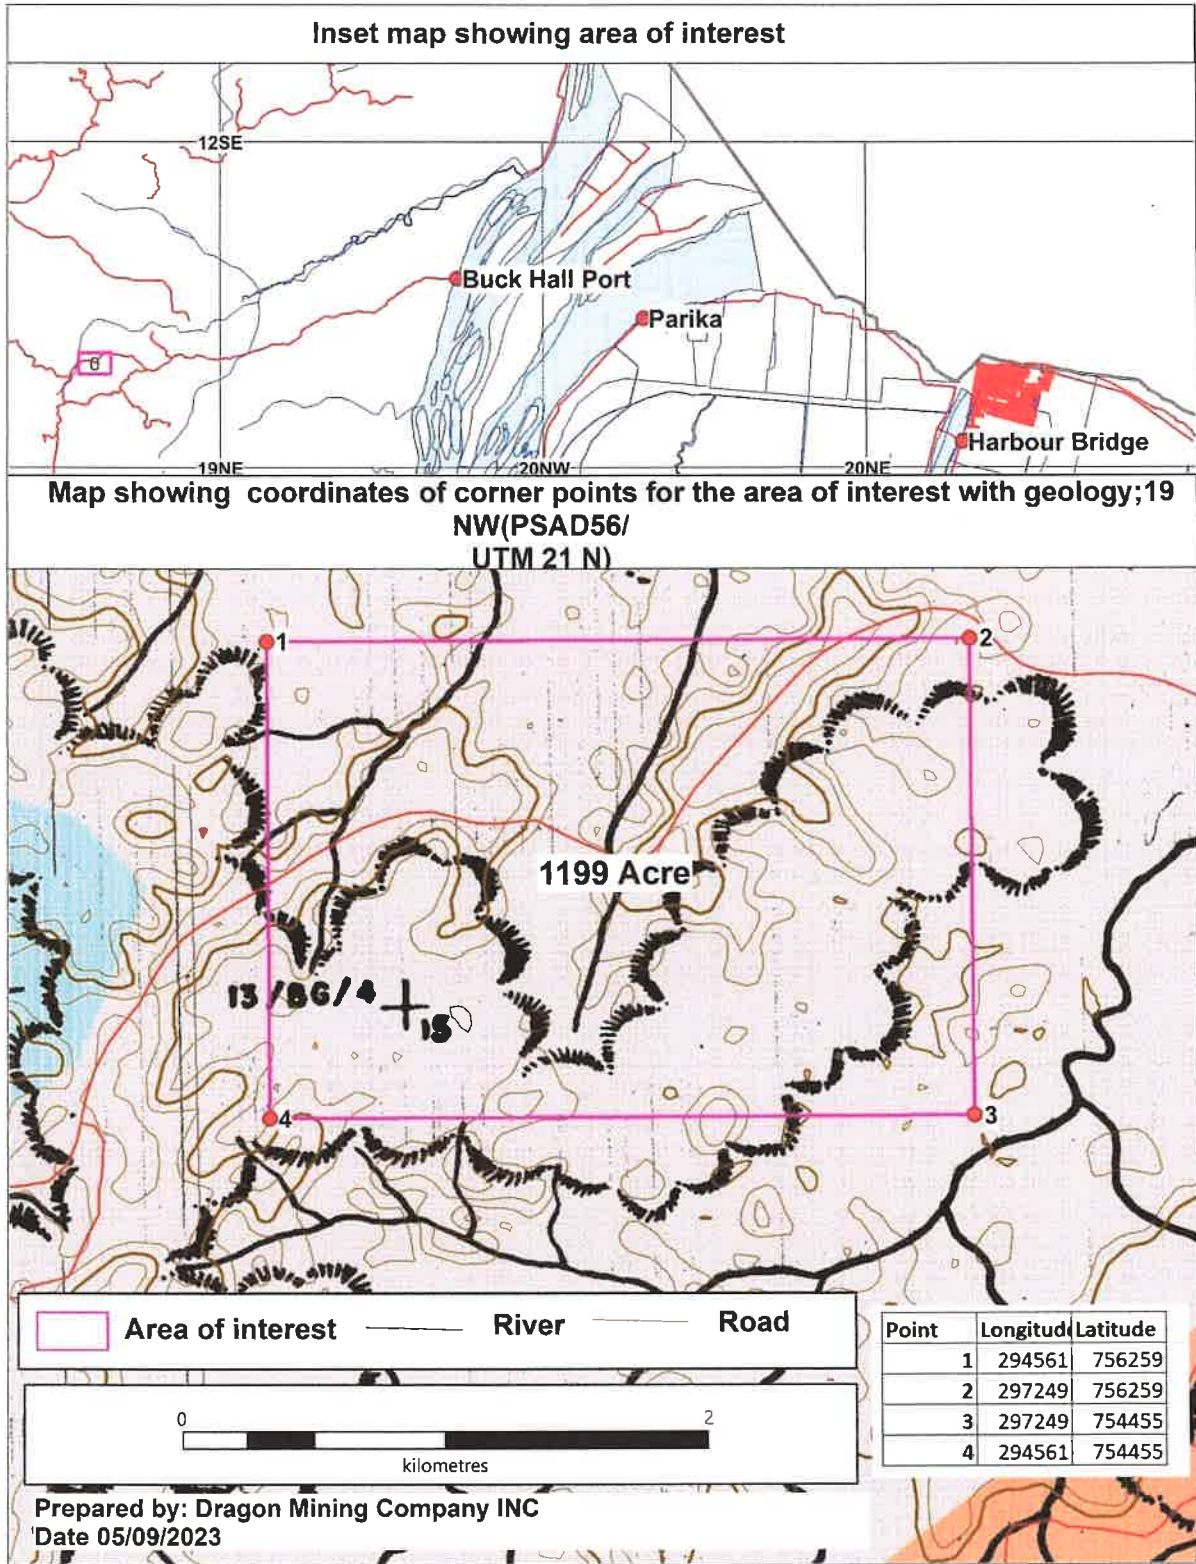 Inset map showing area of interest
12SE
Buck Hall Port
Parika
6
Harbour Bridge
19NE
20NW
20NE
Map showing coordinates of corner points for the area of interest with geology;19
NW(PSAD56/
UTM 21 N)
1
2
1199 Acre
13/BG/4
15
4
3
Area of interest
River
Road
0
2
kilometres
Point Longitud Latitude
1 294561 756259
2 297249 756259
3 297249 754455
4 294561 754455
Prepared by: Dragon Mining Company INC
Date 05/09/2023